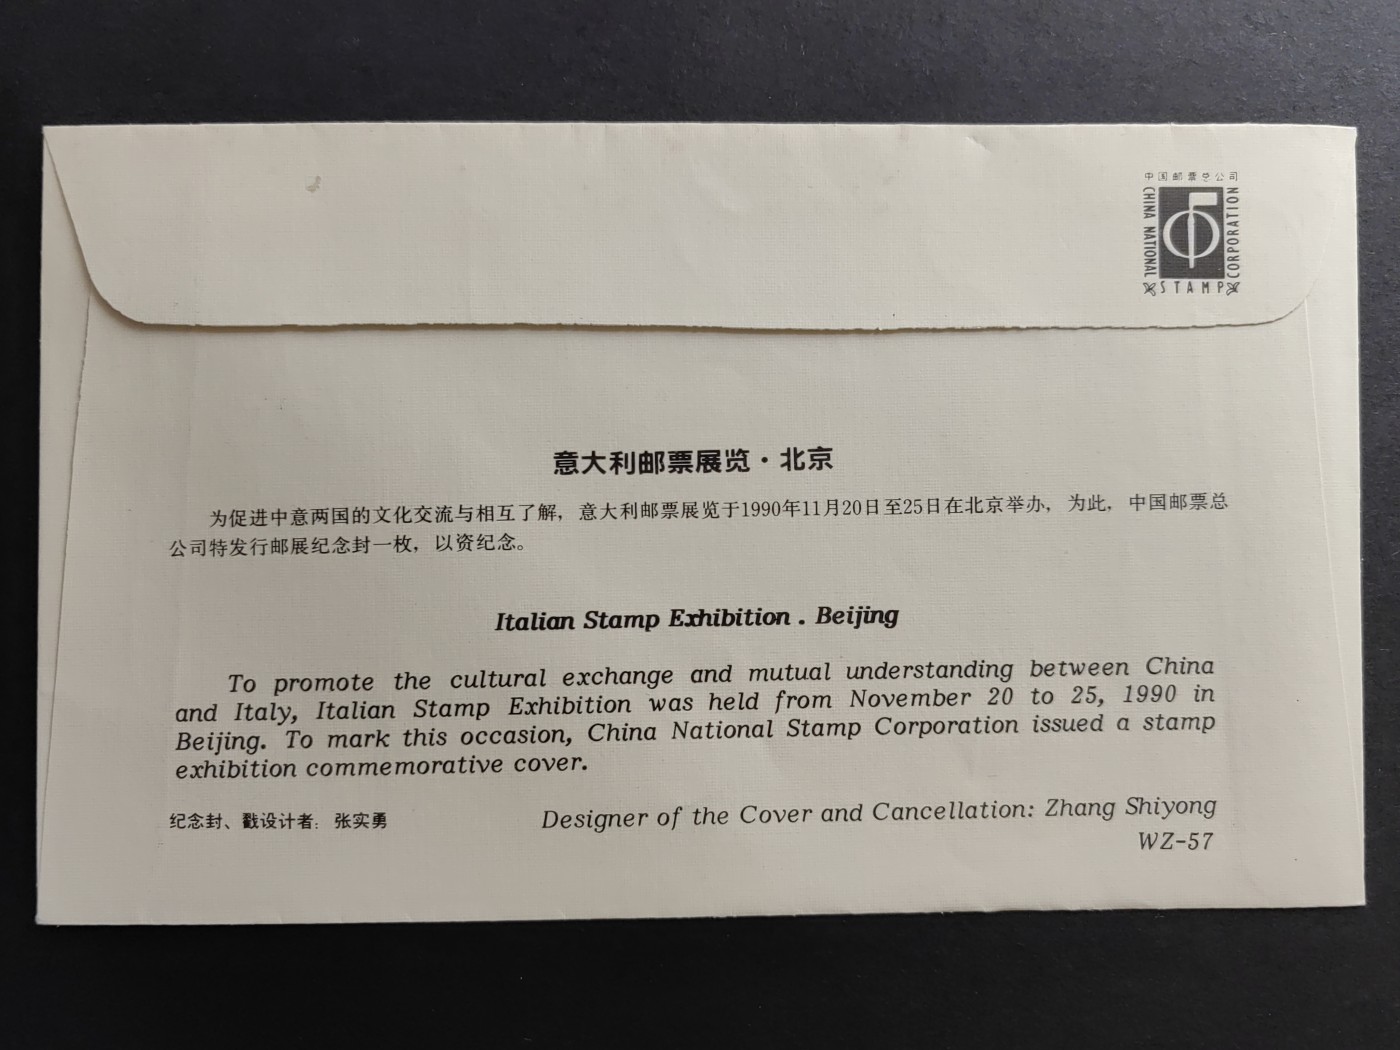 中国邮票总公司
CHINA NATIONAL
STAMP
CORPORATION
意大利邮票展览·北京
为促进中意两国的文化交流与相互了解，意大利邮票展览于1990年11月20日至25日在北京举办，为此，中国邮票总
公司特发行邮展纪念封一枚，以资纪念。
Italian Stamp Exhibition . Beijing
To promote the cultural exchange and mutual understanding between China
and Italy, Italian Stamp Exhibition was held from November 20 to 25, 1990 in
Beijing. To mark this occasion, China National Stamp Corporation issued a stamp
exhibition commemorative cover.
纪念封、戳设计者：张实勇
Designer of the Cover and Cancellation: Zhang Shiyong
WZ-57